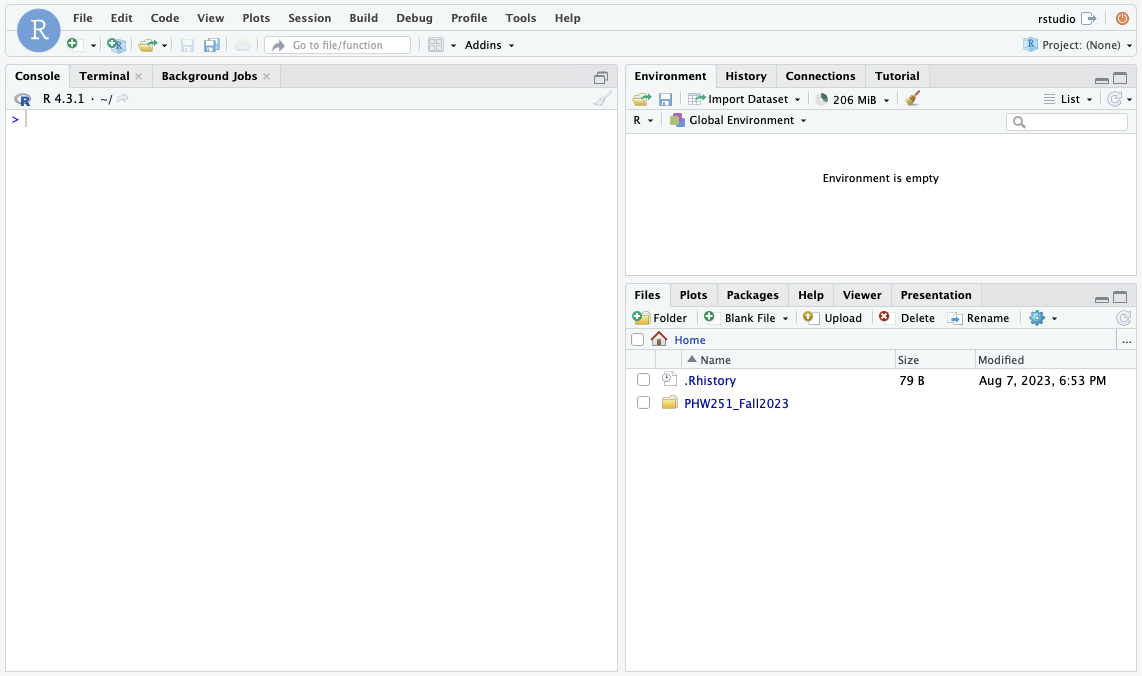 R
File Edit Code View Plots Session Build Debug Profile Tools Help
rstudio
Go to file/function
Addins
Project: (None)
Console Terminal Background Jobs
R 4.3.1 · ~/
>
Environment History Connections Tutorial
Import Dataset 206 MiB List
R Global Environment
Environment is empty
Files Plots Packages Help Viewer Presentation
Folder Blank File Upload Delete Rename
Home ...
Name Size Modified
.Rhistory 79 B Aug 7, 2023, 6:53 PM
PHW251_Fall2023